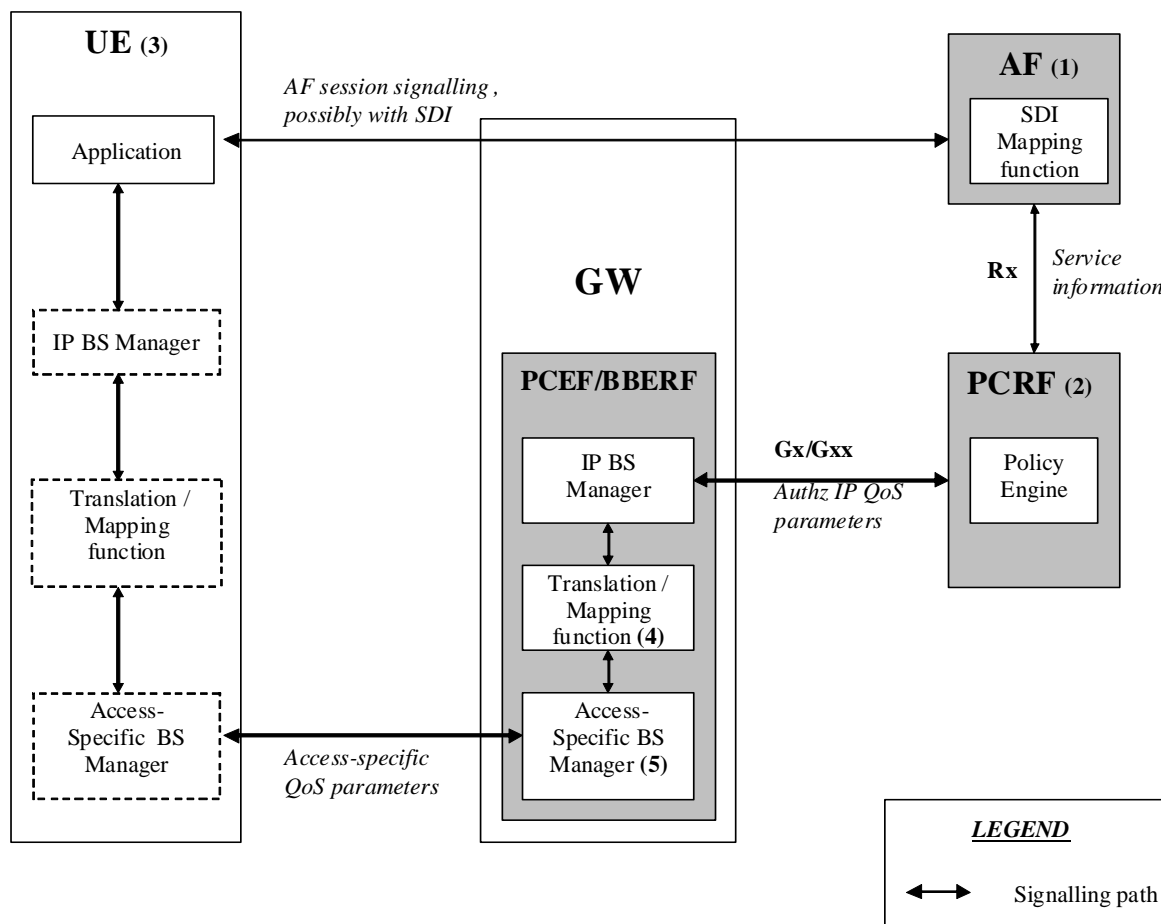 UE (3)
AF session signalling ,
possibly with SDI
AF (1)
SDI
Mapping
function
Application
GW
Rx
Service
information
IP BS Manager
PCEF/BBERF
PCRF (2)
IP BS
Manager
Gx/Gxx
Authz IP QoS
parameters
Policy
Engine
Translation /
Mapping
function
Translation /
Mapping
function (4)
Access-
Specific BS
Manager
Access-
Specific BS
Manager (5)
Access-specific
QoS parameters
LEGEND
Signalling path